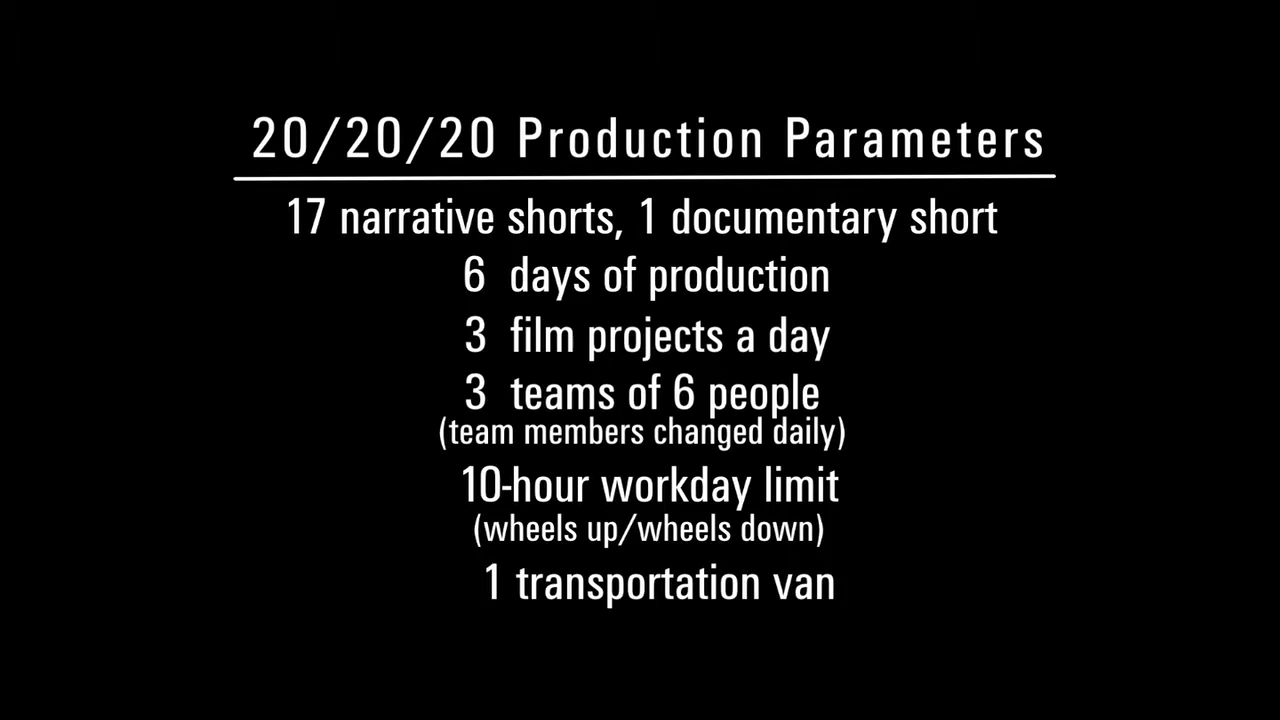 20/20/20 Production Parameters
17 narrative shorts, 1 documentary short
6 days of production
3 film projects a day
3 teams of 6 people
(team members changed daily)
10-hour workday limit
(wheels up/wheels down)
1 transportation van